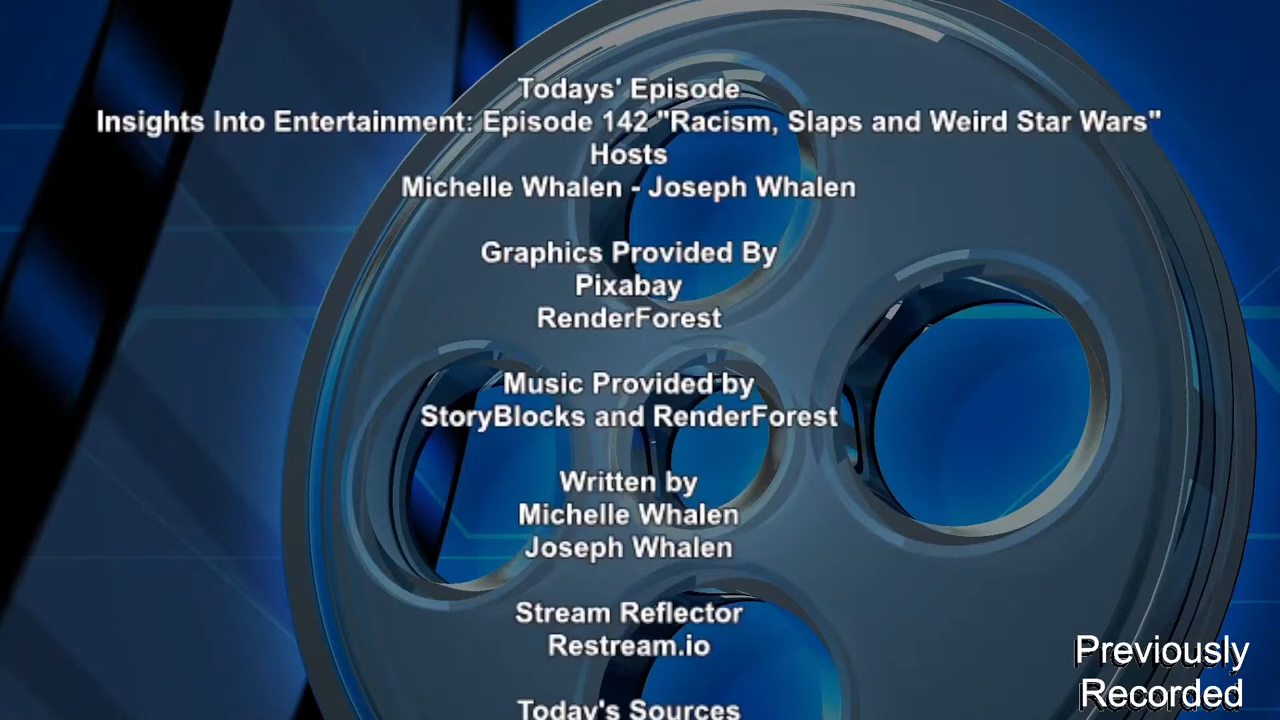 Todays' Episode
Insights Into Entertainment: Episode 142 "Racism, Slaps and Weird Star Wars"
Hosts
Michelle Whalen - Joseph Whalen
Graphics Provided By
Pixabay
RenderForest
Music Provided by
StoryBlocks and RenderForest
Written by
Michelle Whalen
Joseph Whalen
Stream Reflector
Restream.io
Today's Sources
Previously
Recorded